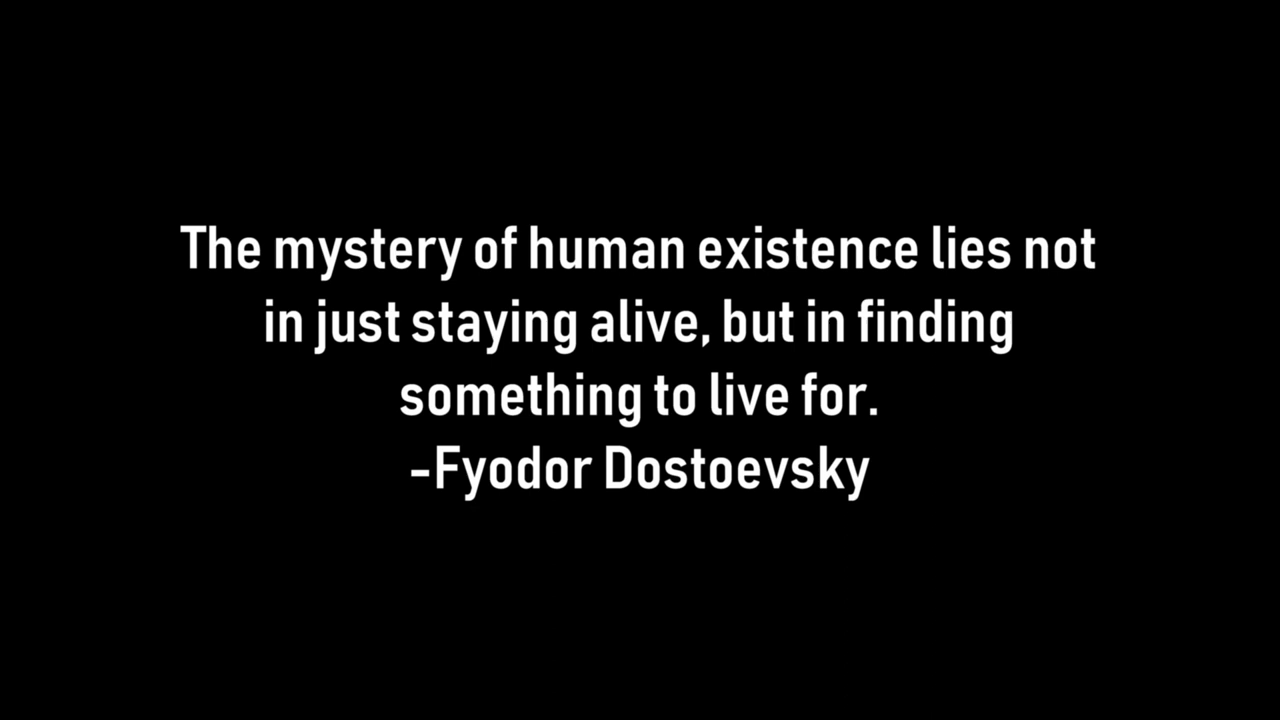 The mystery of human existence lies not
in just staying alive, but in finding
something to live for.
-Fyodor Dostoevsky